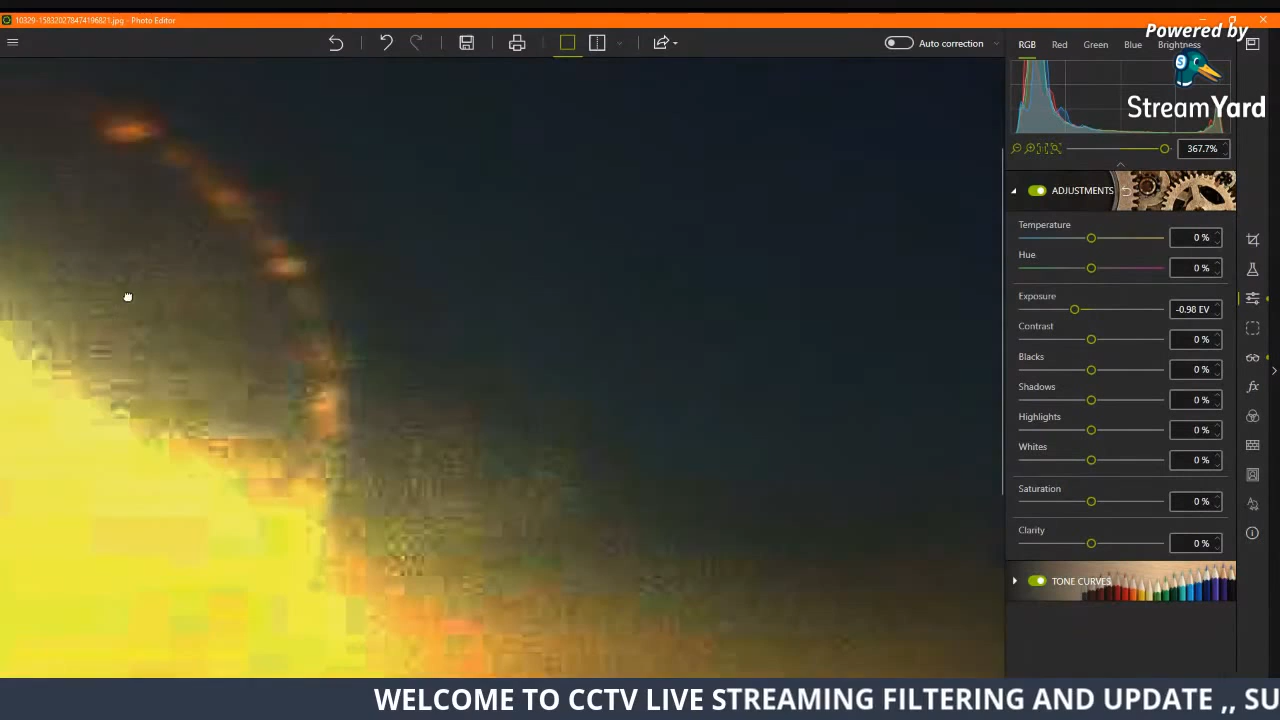 10329-158320278474196821.jpg - Photo Editor
Powered by
StreamYard
Auto correction
RGB Red Green Blue Brightness
367.7%
ADJUSTMENTS
Temperature
0 %
Hue
0 %
Exposure
-0.98 EV
Contrast
0 %
Blacks
0 %
Shadows
0 %
Highlights
0 %
Whites
0 %
Saturation
0 %
Clarity
0 %
TONE CURVES
WELCOME TO CCTV LIVE STREAMING FILTERING AND UPDATE ,, SU